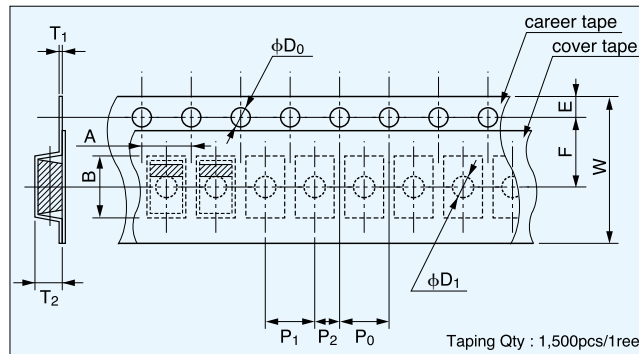 T1
ϕD0
career tape
cover tape
A
B
E
F
W
T2
ϕD1
P1
P2
P0
Taping Qty : 1,500pcs/1ree